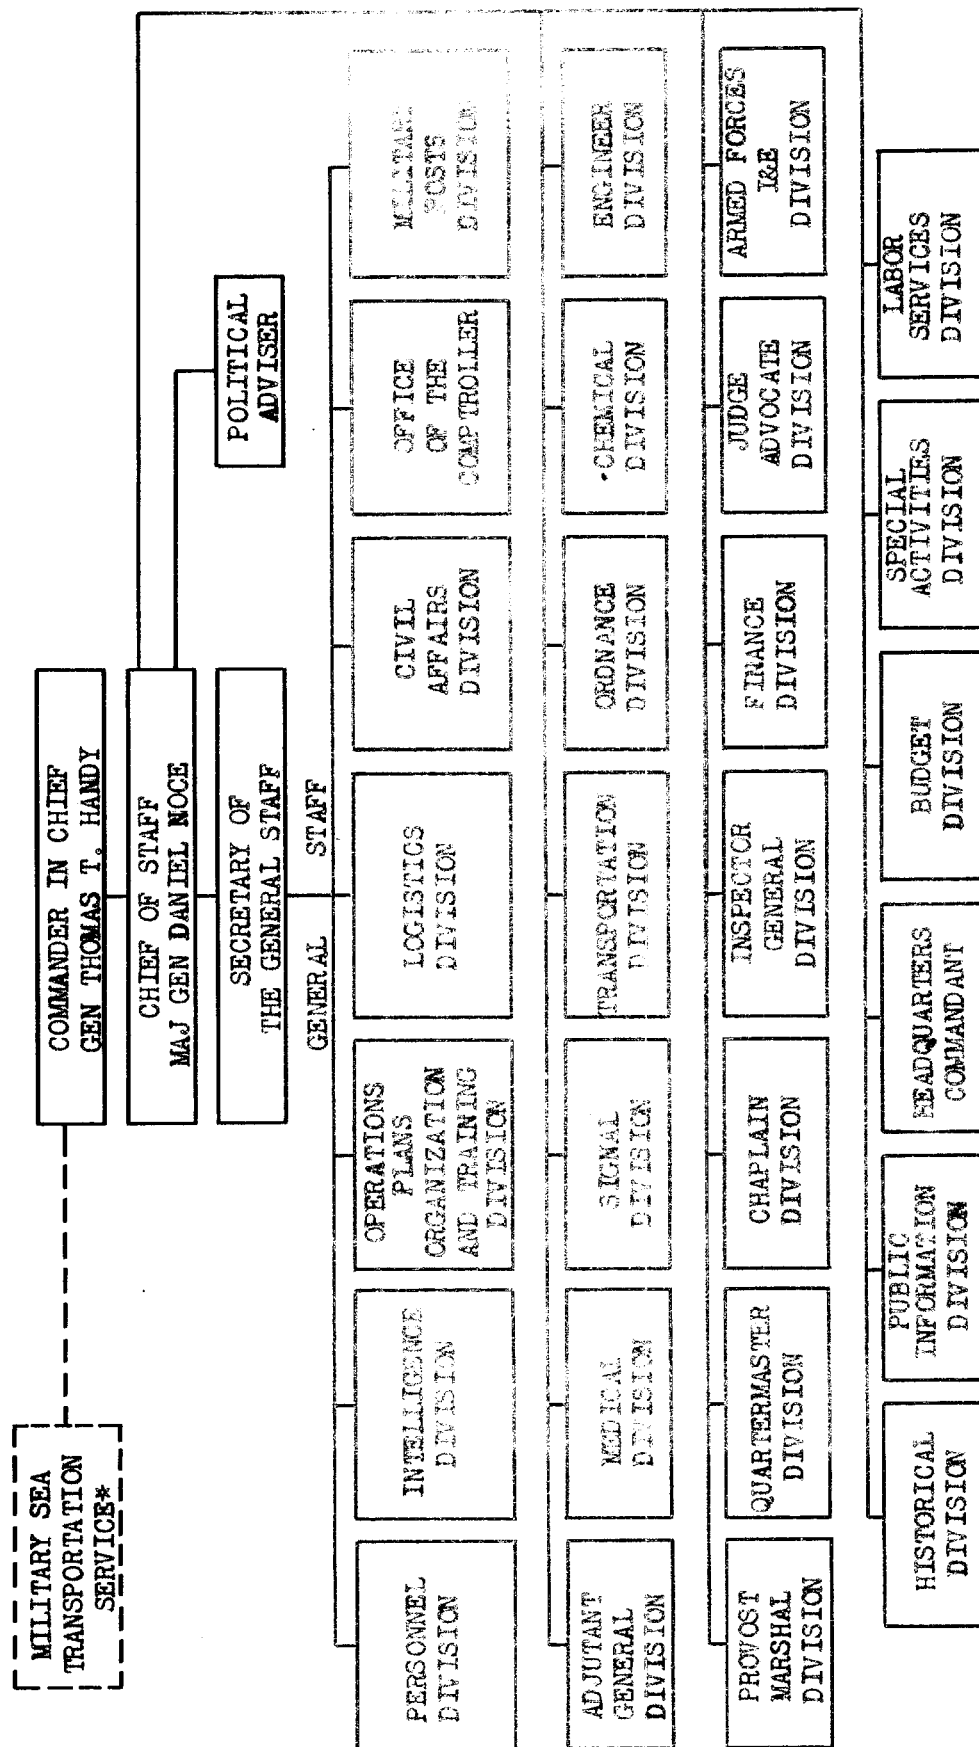 MILITARY SEA
TRANSPORTATION
SERVICE*
COMMANDER IN CHIEF
GEN THOMAS T. HANDY
CHIEF OF STAFF
MAJ GEN DANIEL NOCE
POLITICAL
ADVISER
SECRETARY OF
THE GENERAL STAFF
GENERAL STAFF
PERSONNEL
DIVISION
INTELLIGENCE
DIVISION
OPERATIONS
PLANS
ORGANIZATION
AND TRAINING
DIVISION
LOGISTICS
DIVISION
CIVIL
AFFAIRS
DIVISION
OFFICE
OF THE
COMPTROLLER
MILITARY
POSTS
DIVISION
ADJUTANT
GENERAL
DIVISION
MEDICAL
DIVISION
SIGNAL
DIVISION
TRANSPORTATION
DIVISION
ORDNANCE
DIVISION
CHEMICAL
DIVISION
ENGINEER
DIVISION
PROVOST
MARSHAL
DIVISION
QUARTERMASTER
DIVISION
CHAPLAIN
DIVISION
INSPECTOR
GENERAL
DIVISION
FINANCE
DIVISION
JUDGE
ADVOCATE
DIVISION
ARMED FORCES
I&E
DIVISION
HISTORICAL
DIVISION
PUBLIC
INFORMATION
DIVISION
HEADQUARTERS
COMMANDANT
BUDGET
DIVISION
SPECIAL
ACTIVITIES
DIVISION
LABOR
SERVICES
DIVISION